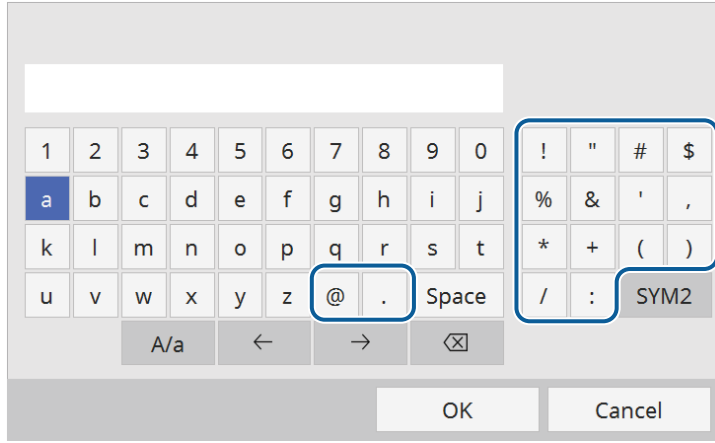 1 2 3 4 5 6 7 8 9 0 ! " # $
a b c d e f g h i j % & ' ,
k l m n o p q r s t * + ( )
u v w x y z @ . Space / : SYM2
A/a ← → ⌫
OK Cancel